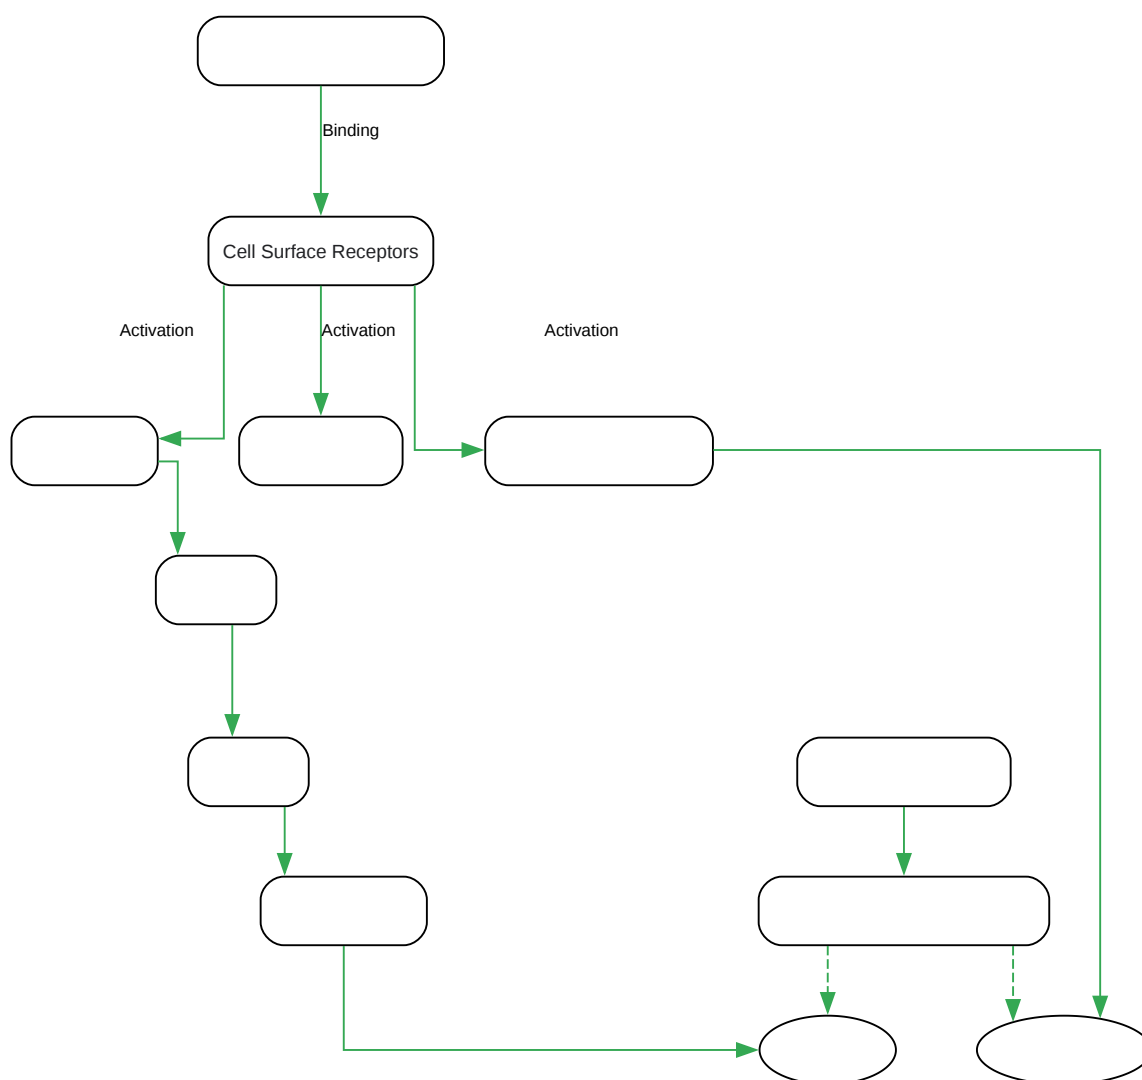 Binding
Cell Surface Receptors
Activation
Activation
Activation